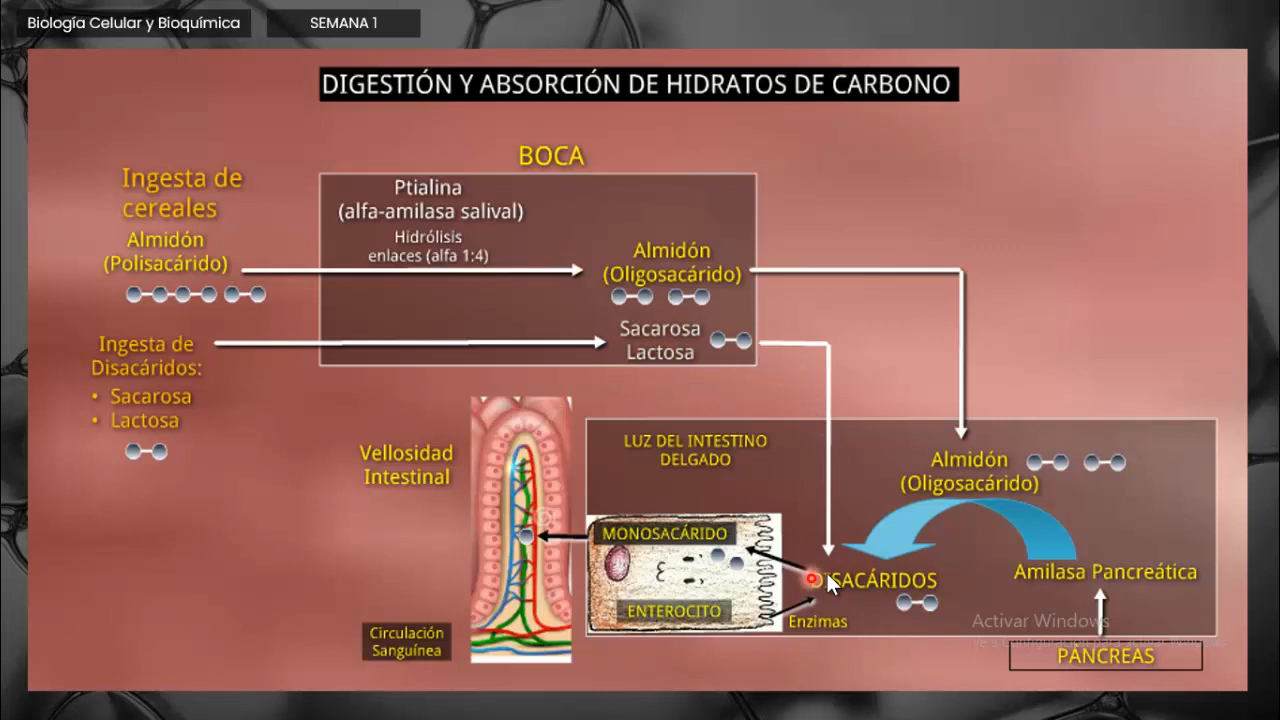 Biología Celular y Bioquímica
SEMANA 1
DIGESTIÓN Y ABSORCIÓN DE HIDRATOS DE CARBONO
BOCA
Ingesta de
cereales
Almidón
(Polisacárido)
Ptialina
(alfa-amilasa salival)
Hidrólisis
enlaces (alfa 1:4)
Almidón
(Oligosacárido)
Sacarosa
Lactosa
Ingesta de
Disacáridos:
• Sacarosa
• Lactosa
Vellosidad
Intestinal
LUZ DEL INTESTINO
DELGADO
Almidón
(Oligosacárido)
MONOSACÁRIDO
DISACÁRIDOS
Amilasa Pancreática
ENTEROCITO
Enzimas
Circulación
Sanguínea
Activar Windows
PÁNCREAS